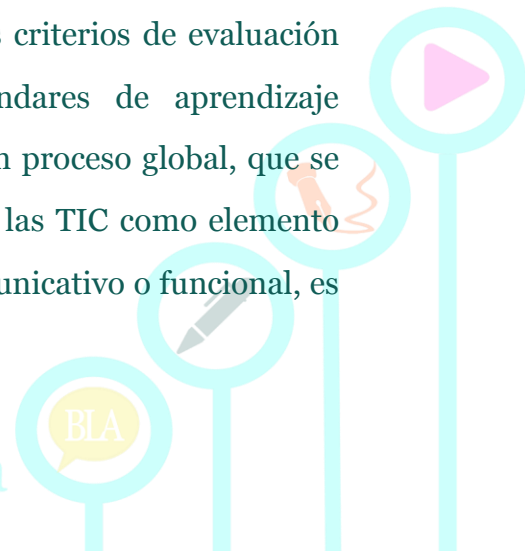 s criterios de evaluación
ndares de aprendizaje
n proceso global, que se
las TIC como elemento
unicativo o funcional, es
BLA